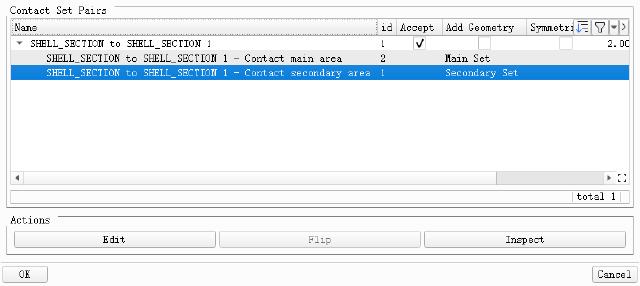 Contact Set Pairs
Name id Accept Add Geometry Symmetri
SHELL_SECTION to SHELL_SECTION 1 1 2.00
SHELL_SECTION to SHELL_SECTION 1 - Contact main area 2 Main Set
SHELL_SECTION to SHELL_SECTION 1 - Contact secondary area 1 Secondary Set
total 1
Actions
Edit Flip Inspect
OK Cancel